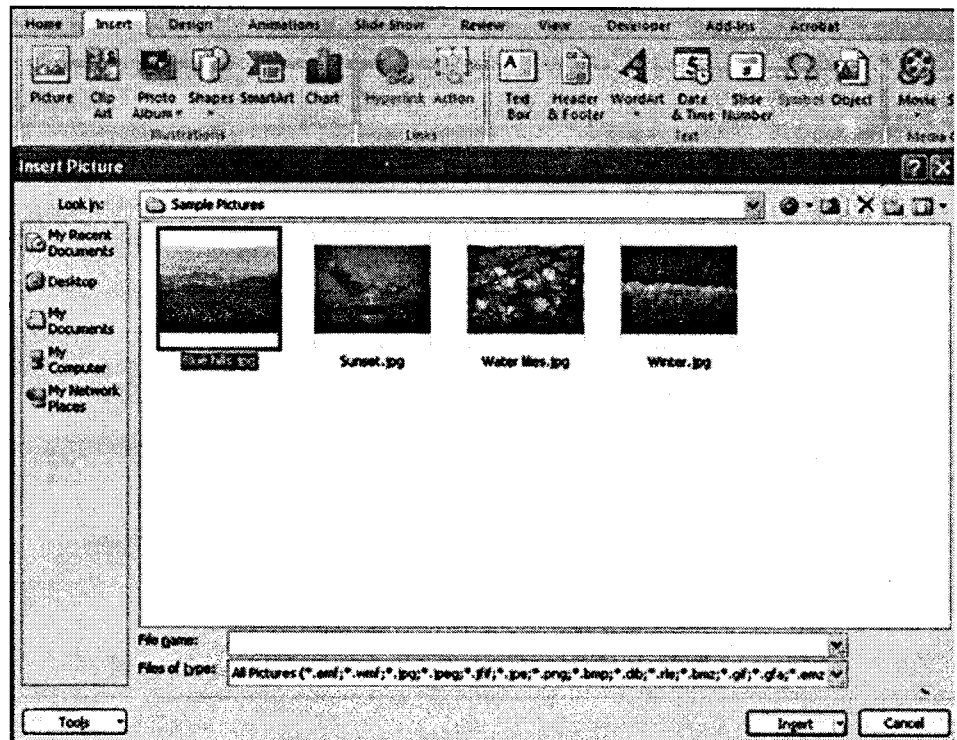 Home Insert Design Animations Slide Show Review View Developer Add-Ins Acrobat
Picture Clip Art Photo Album Shapes SmartArt Chart Hyperlink Action Text Box Header & Footer WordArt Date & Time Slide Number Symbol Object Movie
Illustrations Links Text Media
Insert Picture
Look in: Sample Pictures
My Recent Documents
Desktop
My Documents
My Computer
My Network Places
Sunset.jpg Water lilies.jpg Winter.jpg
File name:
Files of type: All Pictures (*.emf;*.wmf;*.jpg;*.jpeg;*.jfif;*.jpe;*.png;*.bmp;*.dib;*.rle;*.bmz;*.gif;*.gfa;*.emz
Tools Insert Cancel